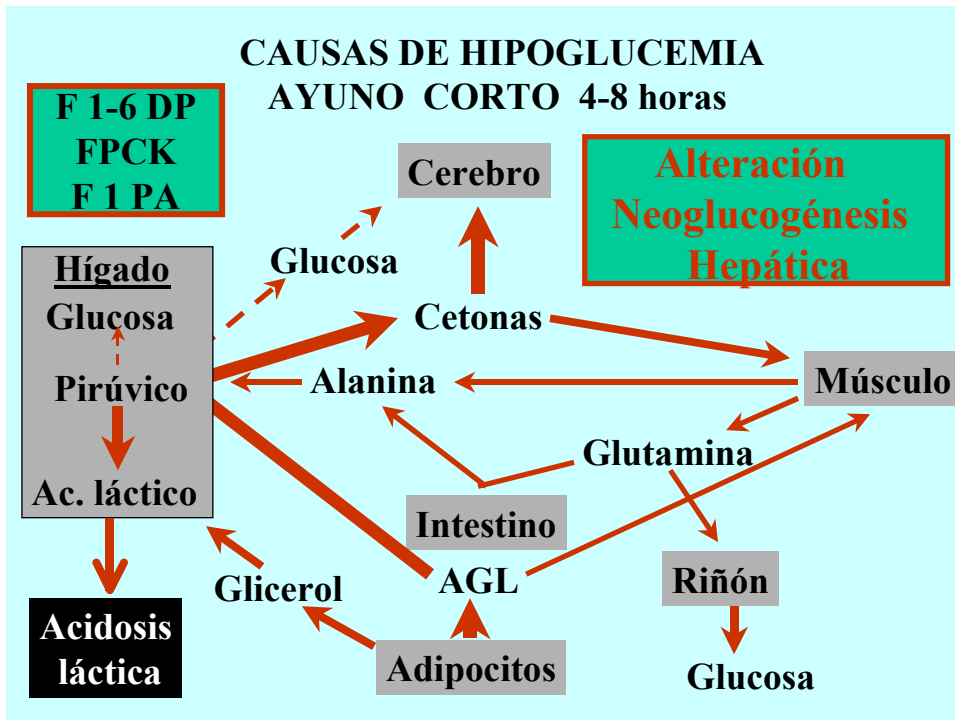 CAUSAS DE HIPOGLUCEMIA
AYUNO CORTO 4-8 horas
F 1-6 DP
FPCK
F 1 PA
Alteración
Neoglucogénesis
Hepática
Cerebro
Glucosa
Hígado
Glucosa
Cetonas
Pirúvico
Alanina
Músculo
Glutamina
Ac. láctico
Intestino
Glicerol
AGL
Riñón
Acidosis
láctica
Adipocitos
Glucosa